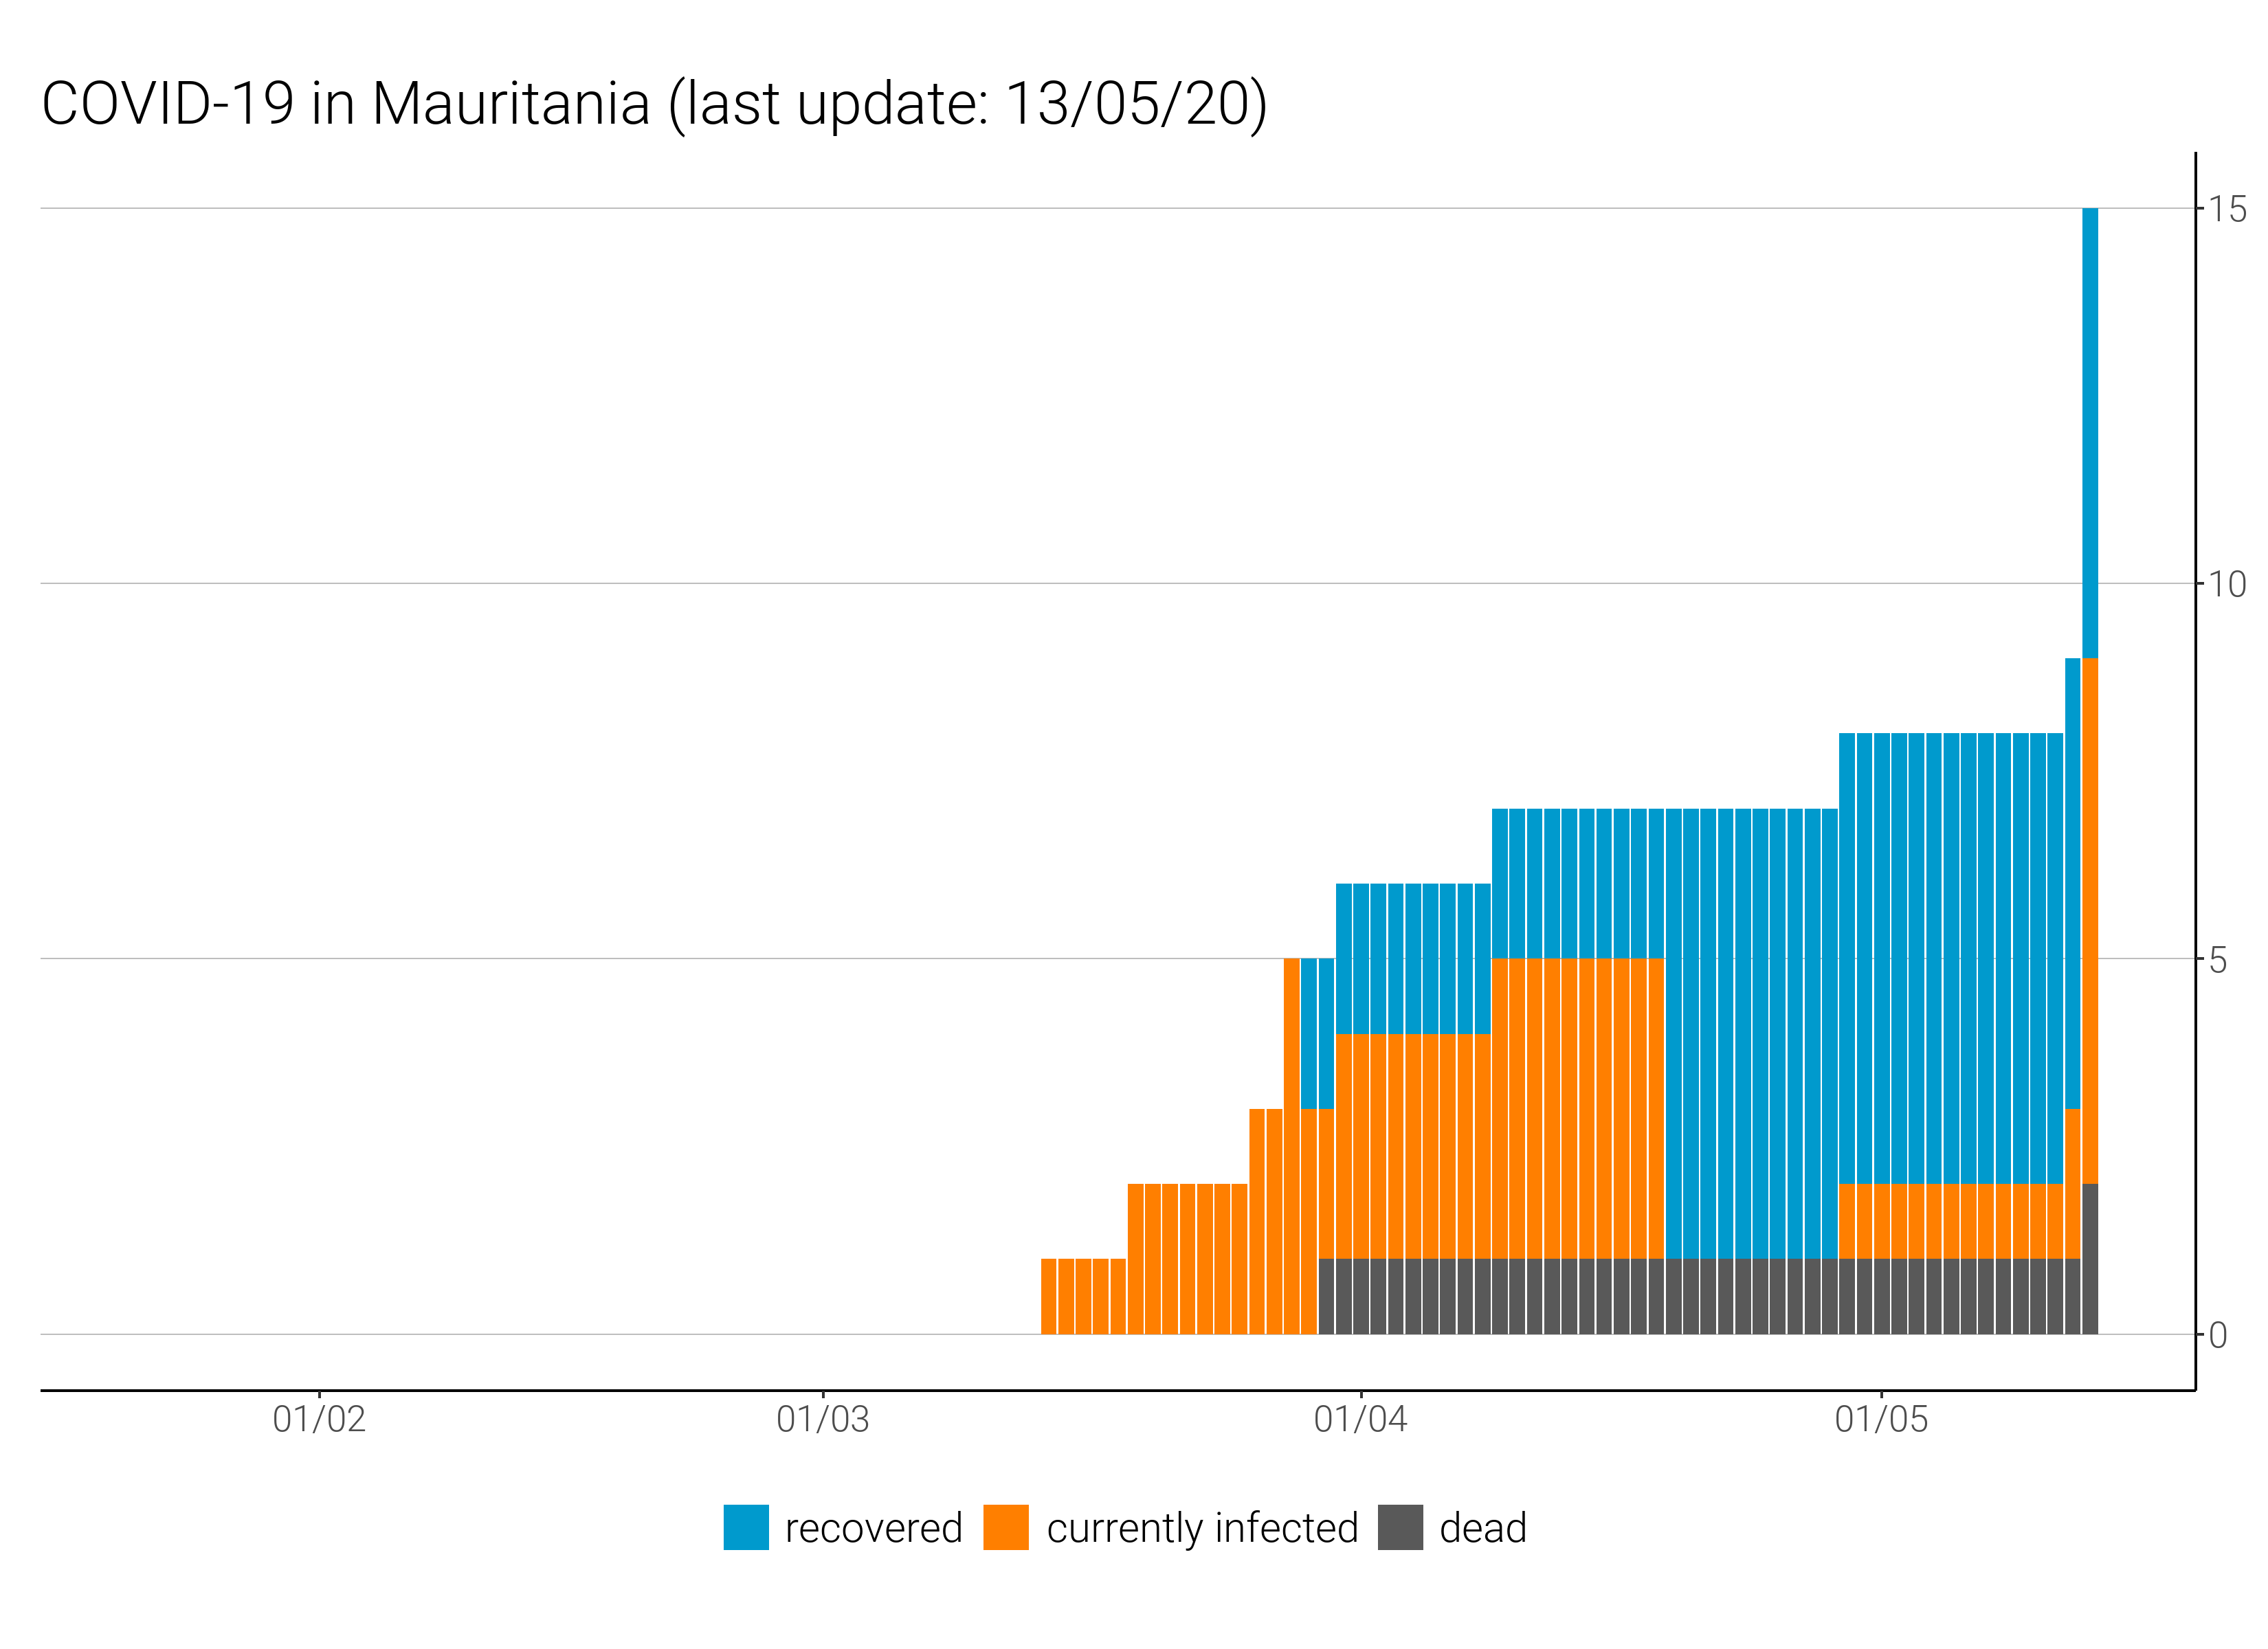 COVID-19 in Mauritania (last update: 13/05/20)
15
10
5
0
01/02 01/03 01/04 01/05
recovered currently infected dead